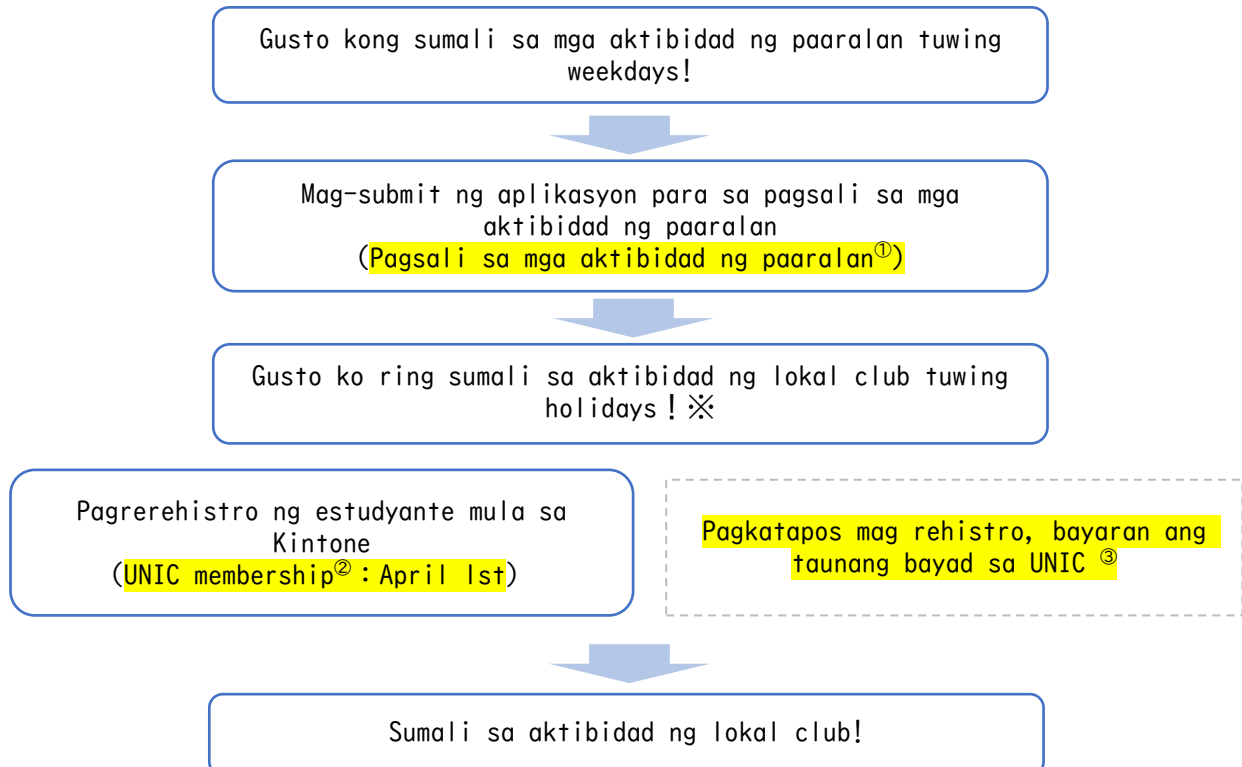 Gusto kong sumali sa mga aktibidad ng paaralan tuwing
weekdays!
Mag-submit ng aplikasyon para sa pagsali sa mga
aktibidad ng paaralan
(Pagsali sa mga aktibidad ng paaralan①)
Gusto ko ring sumali sa aktibidad ng lokal club tuwing
holidays！※
Pagrerehistro ng estudyante mula sa
Kintone
(UNIC membership②：April 1st)
Pagkatapos mag rehistro, bayaran ang
taunang bayad sa UNIC ③
Sumali sa aktibidad ng lokal club!